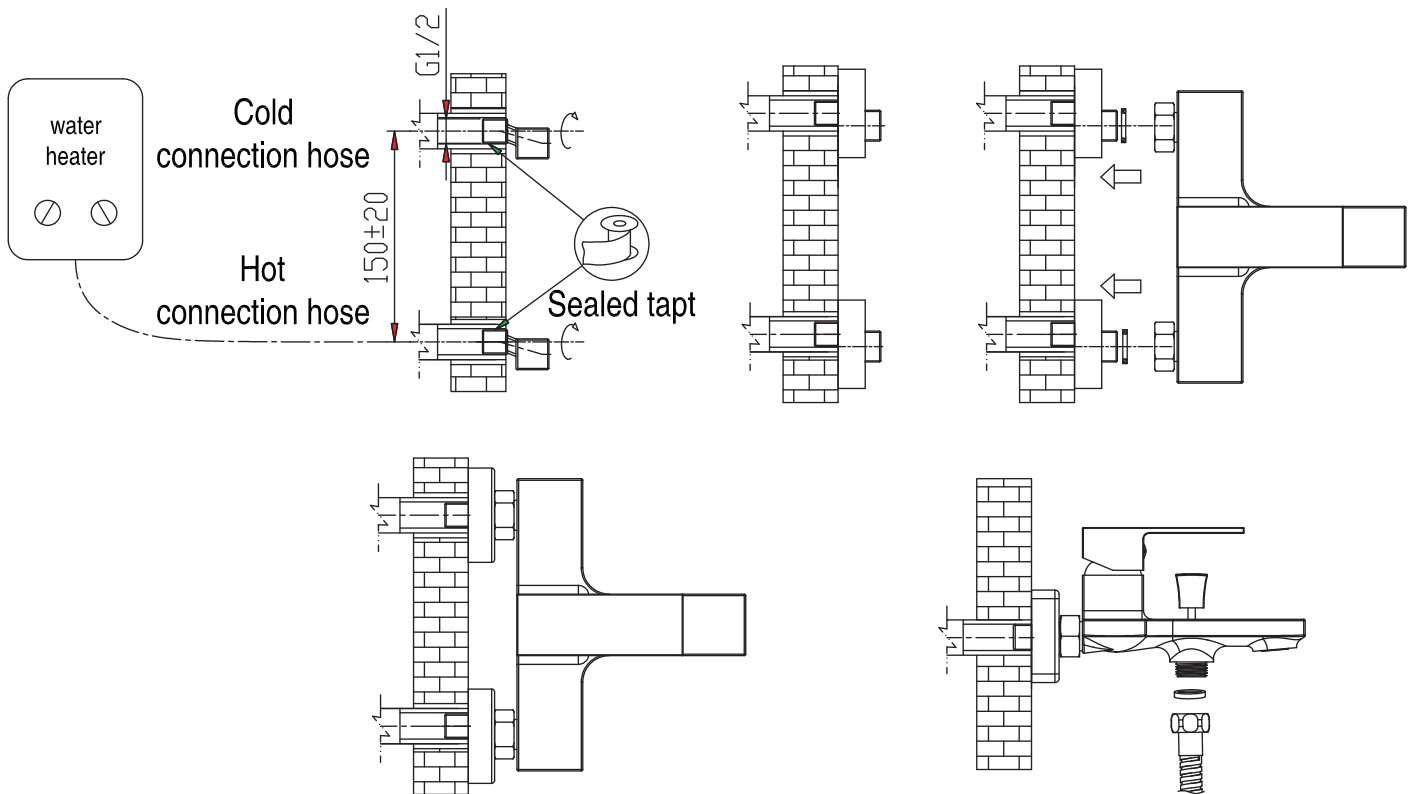 G1/2
water
heater
Cold
connection hose
150±20
Hot
connection hose
Sealed tapt